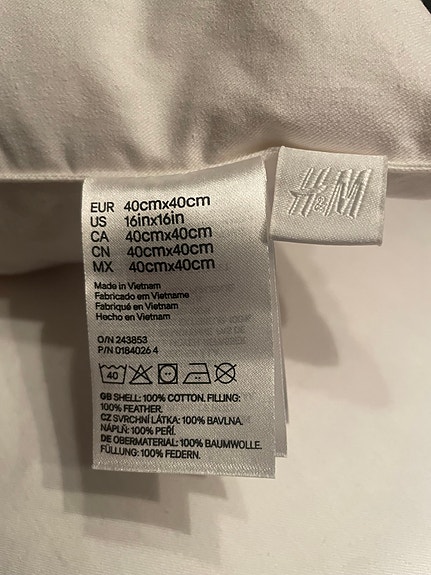 H&M
EUR 40cmx40cm
US 16inx16in
CA 40cmx40cm
CN 40cmx40cm
MX 40cmx40cm
Made in Vietnam
Fabricado em Vietname
Fabriqué en Vietnam
Hecho en Vietnam
O/N 243853
P/N 0184026 4
40
GB SHELL: 100% COTTON. FILLING:
100% FEATHER.
CZ SVRCHNÍ LÁTKA: 100% BAVLNA.
NÁPLŇ: 100% PEŘÍ.
DE OBERMATERIAL: 100% BAUMWOLLE.
FÜLLUNG: 100% FEDERN.